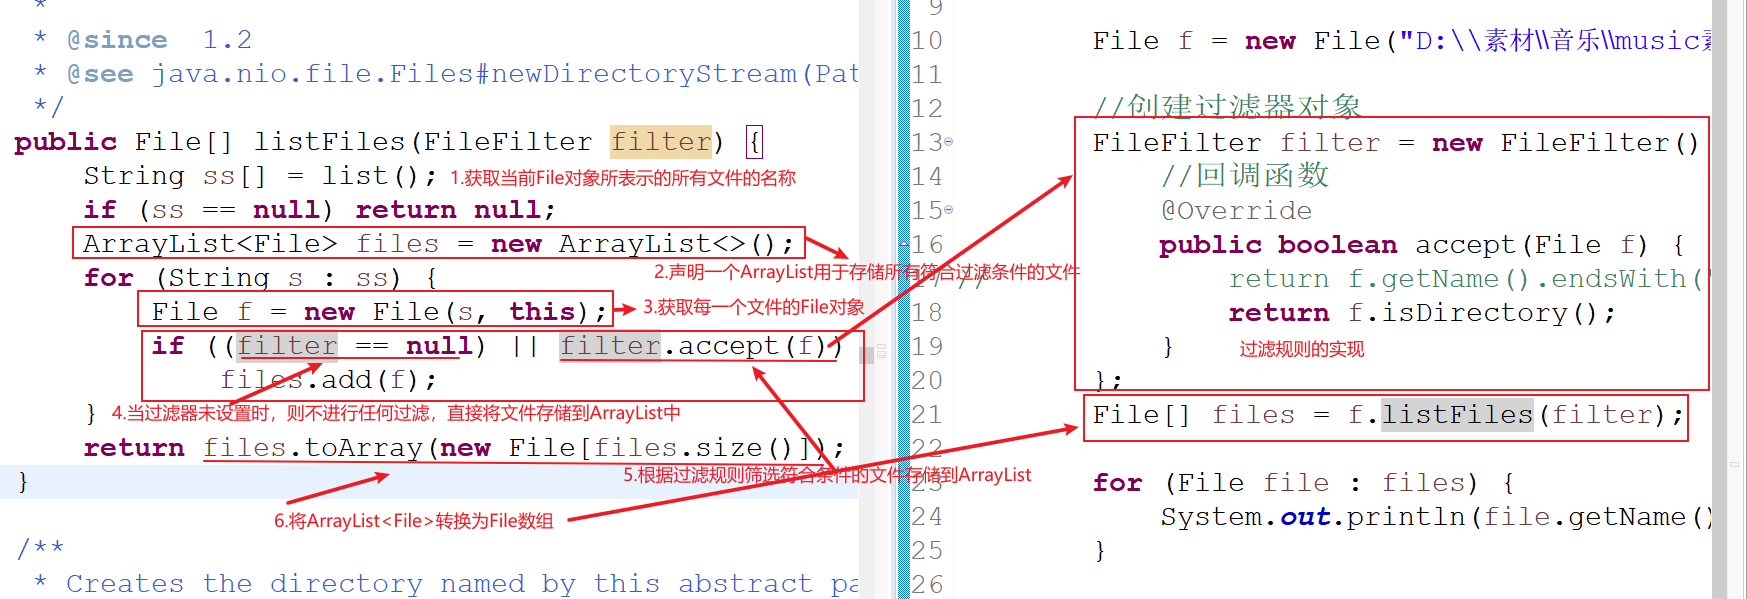 *
* @since  1.2
* @see java.nio.file.Files#newDirectoryStream(Pat
*/
public File[] listFiles(FileFilter filter) {
String ss[] = list();
1.获取当前File对象所表示的所有文件的名称
if (ss == null) return null;
ArrayList<File> files = new ArrayList<>();
2.声明一个ArrayList用于存储所有符合过滤条件的文件
for (String s : ss) {
File f = new File(s, this);
3.获取每一个文件的File对象
if ((filter == null) || filter.accept(f))
files.add(f);
}
4.当过滤器未设置时，则不进行任何过滤，直接将文件存储到ArrayList中
return files.toArray(new File[files.size()]);
5.根据过滤规则筛选符合条件的文件存储到ArrayList
}
6.将ArrayList<File>转换为File数组
/**
* Creates the directory named by this abstract pa
9
10 File f = new File("D:\\素材\\音乐\\music素
11
12 //创建过滤器对象
13 FileFilter filter = new FileFilter()
14 //回调函数
15 @Override
16 public boolean accept(File f) {
17 // return f.getName().endsWith("
18 return f.isDirectory();
19 }
过滤规则的实现
20 };
21 File[] files = f.listFiles(filter);
22
23 for (File file : files) {
24 System.out.println(file.getName()
25 }
26